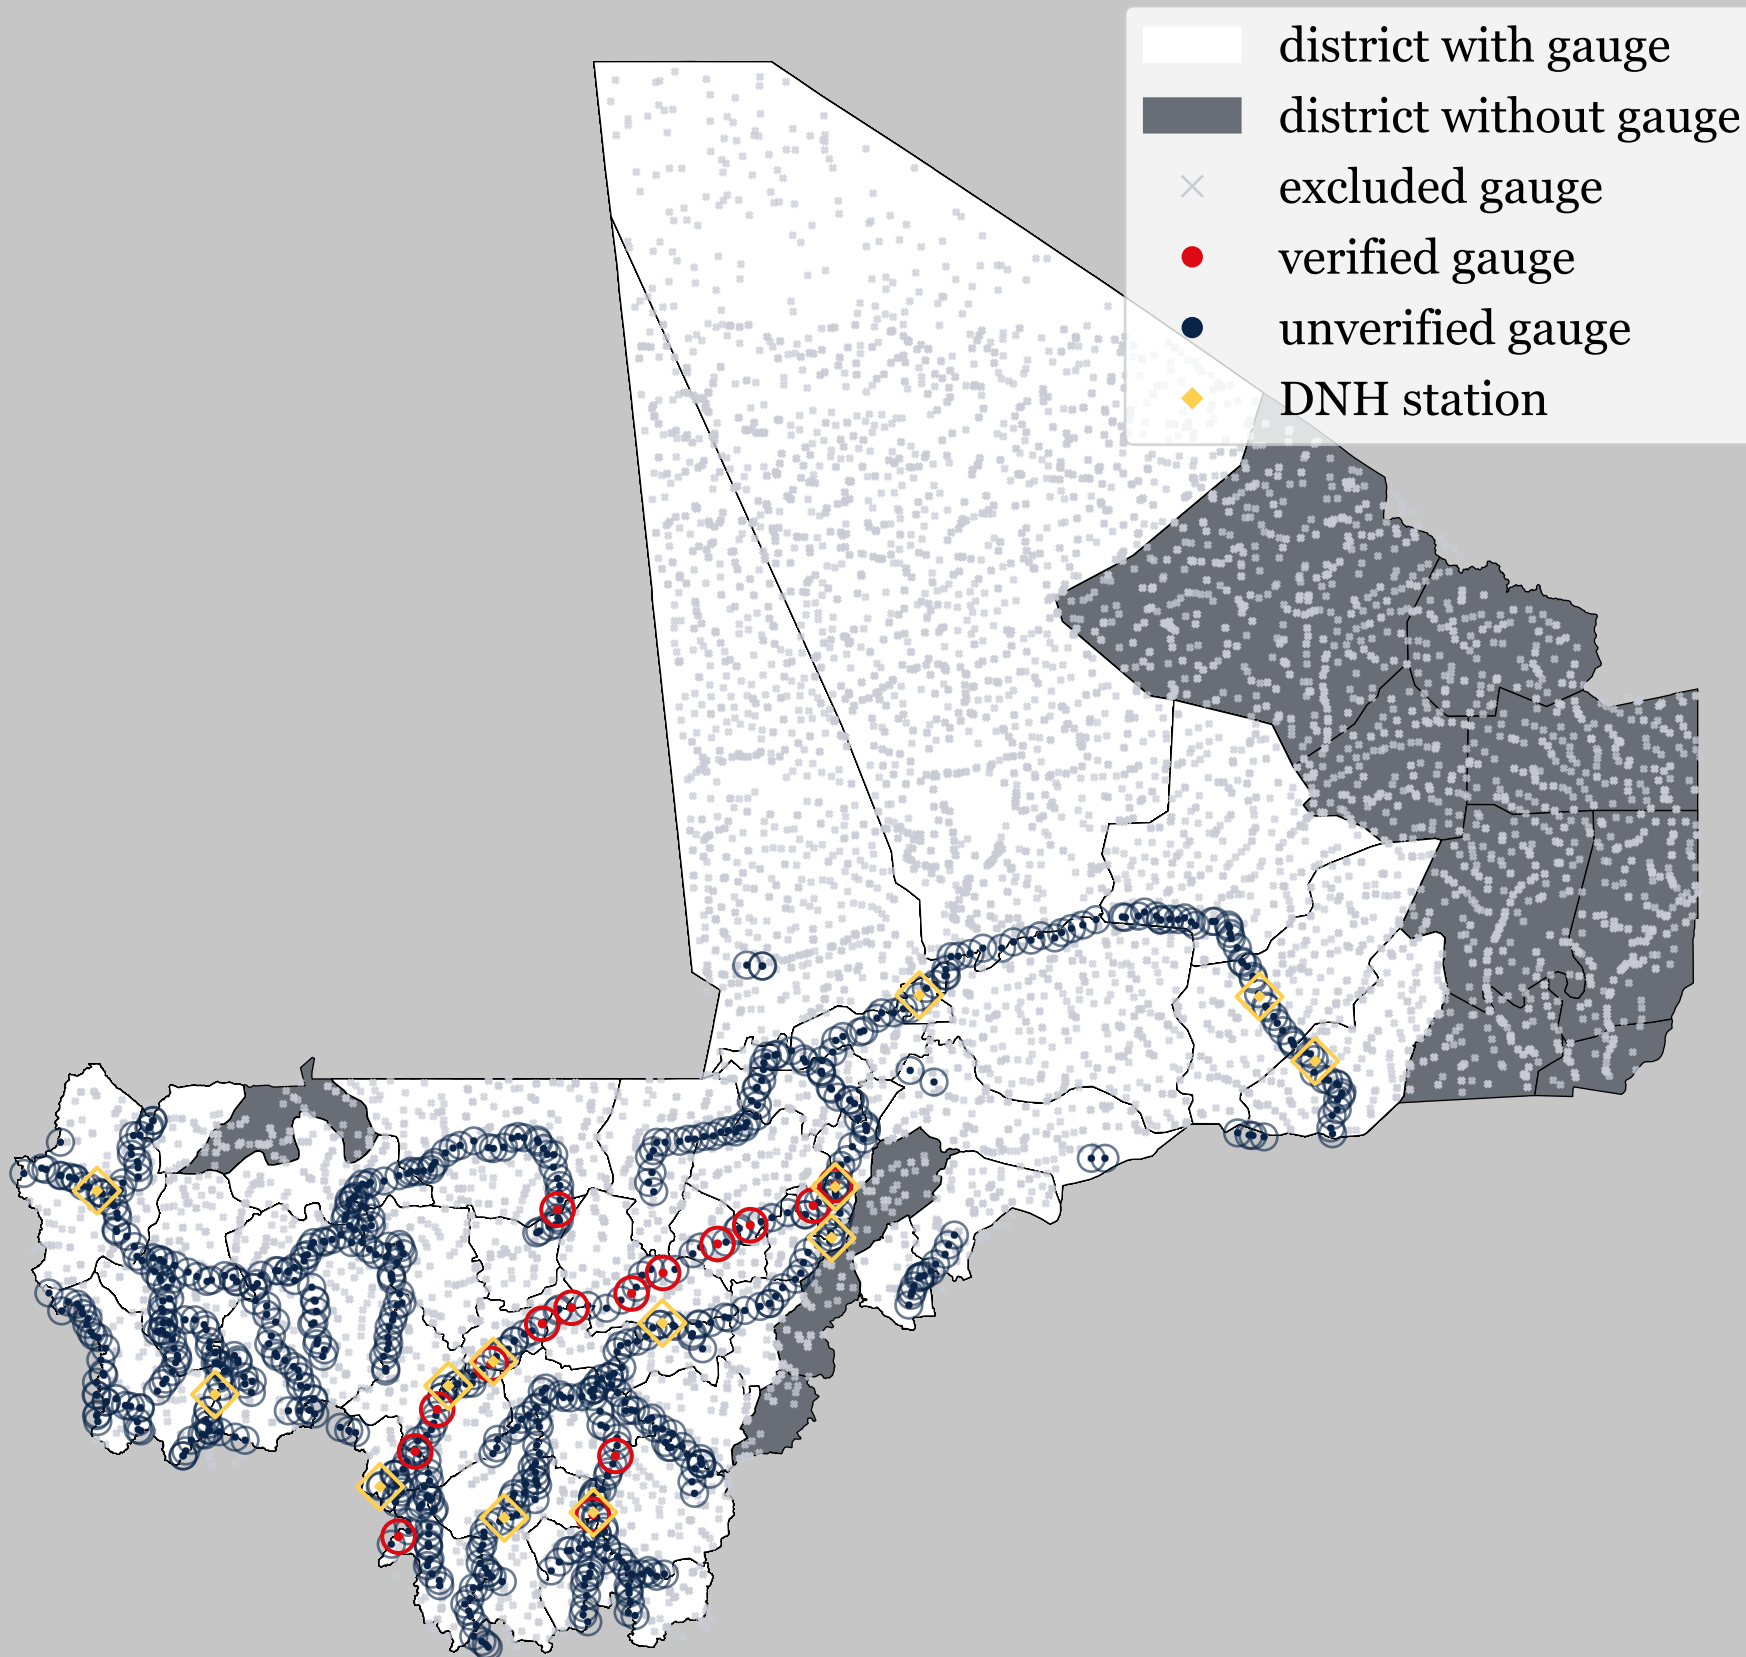 district with gauge
district without gauge
excluded gauge
verified gauge
unverified gauge
DNH station